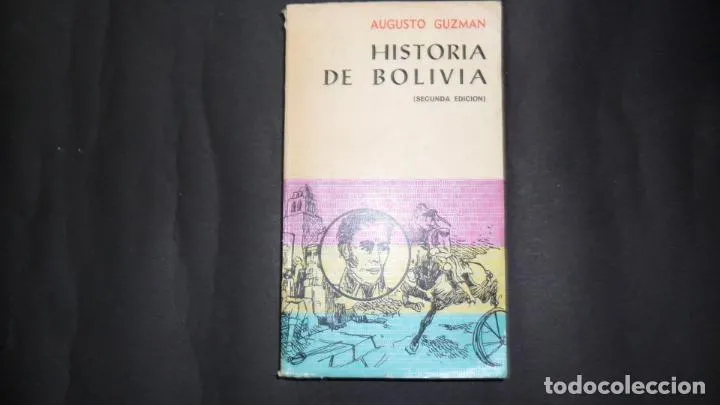 AUGUSTO GUZMAN
HISTORIA
DE BOLIVIA
(SEGUNDA EDICION)
todocoleccion